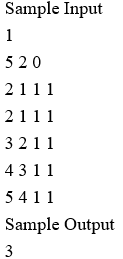 Sample Input
1
5 2 0
2 1 1 1
2 1 1 1
3 2 1 1
4 3 1 1
5 4 1 1
Sample Output
3